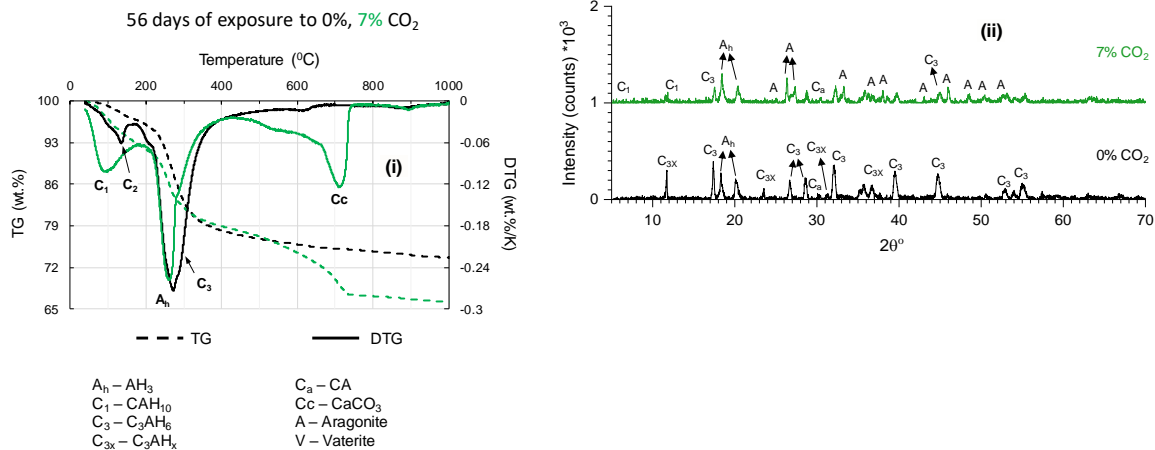 56 days of exposure to 0%, 7% CO₂
Temperature (⁰C)
0 200 400 600 800 1000
100 93 86 79 72 65
TG (wt.%)
0 -0.06 -0.12 -0.18 -0.24 -0.3
DTG (wt.%/K)
(i)
C₁ C₂ Cc
C₃
Aₕ
TG DTG
Aₕ – AH₃
C₁ – CAH₁₀
C₃ – C₃AH₆
C₃ₓ – C₃AHₓ
Cₐ – CA
Cc – CaCO₃
A – Aragonite
V – Vaterite
(ii)
Intensity (counts) *10³
2
1
0
7% CO₂
C₁ C₁ C₃ Aₕ A A Cₐ A A A A C₃ A A A A
0% CO₂
C₃ₓ C₃ Aₕ C₃ₓ C₃ Cₐ C₃ₓ C₃ C₃ₓ C₃ C₃ C₃ C₃
10 20 30 40 50 60 70
2θ⁰